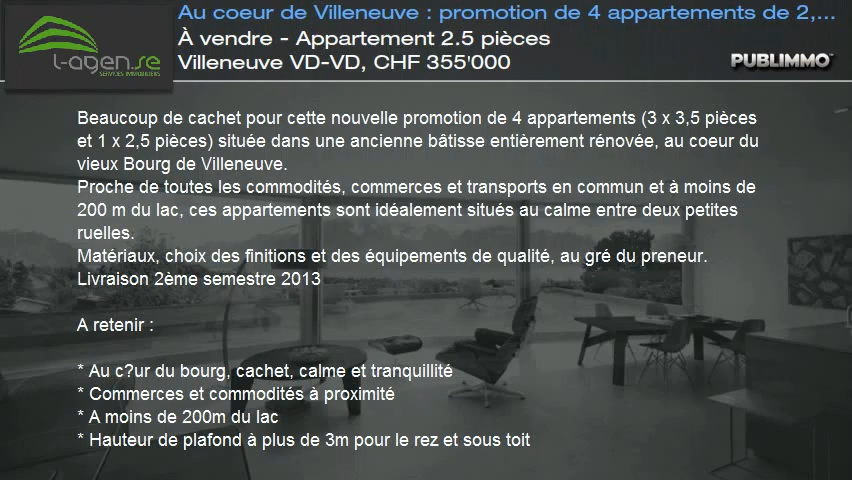 Au coeur de Villeneuve : promotion de 4 appartements de 2,...
À vendre - Appartement 2.5 pièces
Villeneuve VD-VD, CHF 355'000
l-agen.se
SERVICES IMMOBILIERS
PUBLIMMO
Beaucoup de cachet pour cette nouvelle promotion de 4 appartements (3 x 3,5 pièces
et 1 x 2,5 pièces) située dans une ancienne bâtisse entièrement rénovée, au coeur du
vieux Bourg de Villeneuve.
Proche de toutes les commodités, commerces et transports en commun et à moins de
200 m du lac, ces appartements sont idéalement situés au calme entre deux petites
ruelles.
Matériaux, choix des finitions et des équipements de qualité, au gré du preneur.
Livraison 2ème semestre 2013
A retenir :
* Au c?ur du bourg, cachet, calme et tranquillité
* Commerces et commodités à proximité
* A moins de 200m du lac
* Hauteur de plafond à plus de 3m pour le rez et sous toit